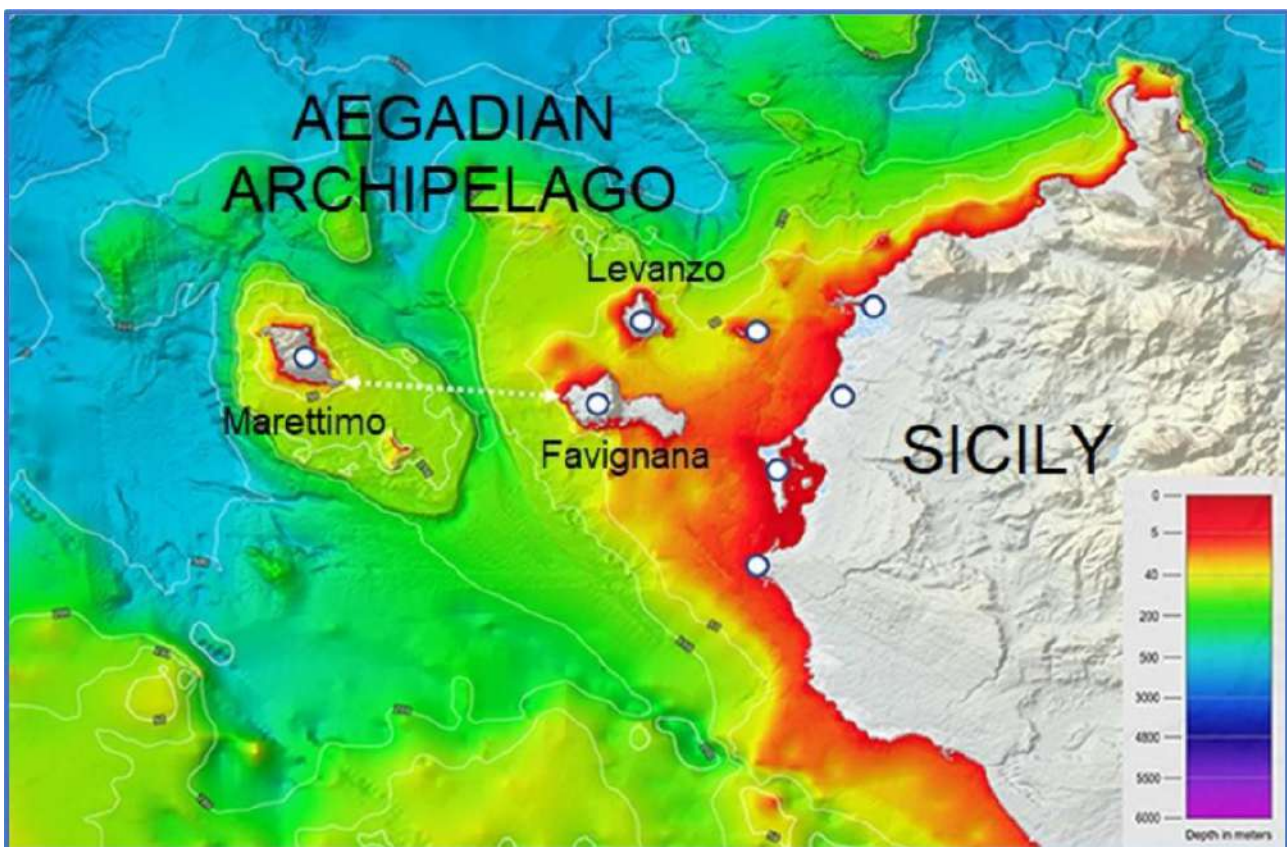 AEGADIAN
ARCHIPELAGO
Levanzo
Marettimo
Favignana
SICILY
0
5
40
200
500
3000
4800
5500
6000
Depth in meters